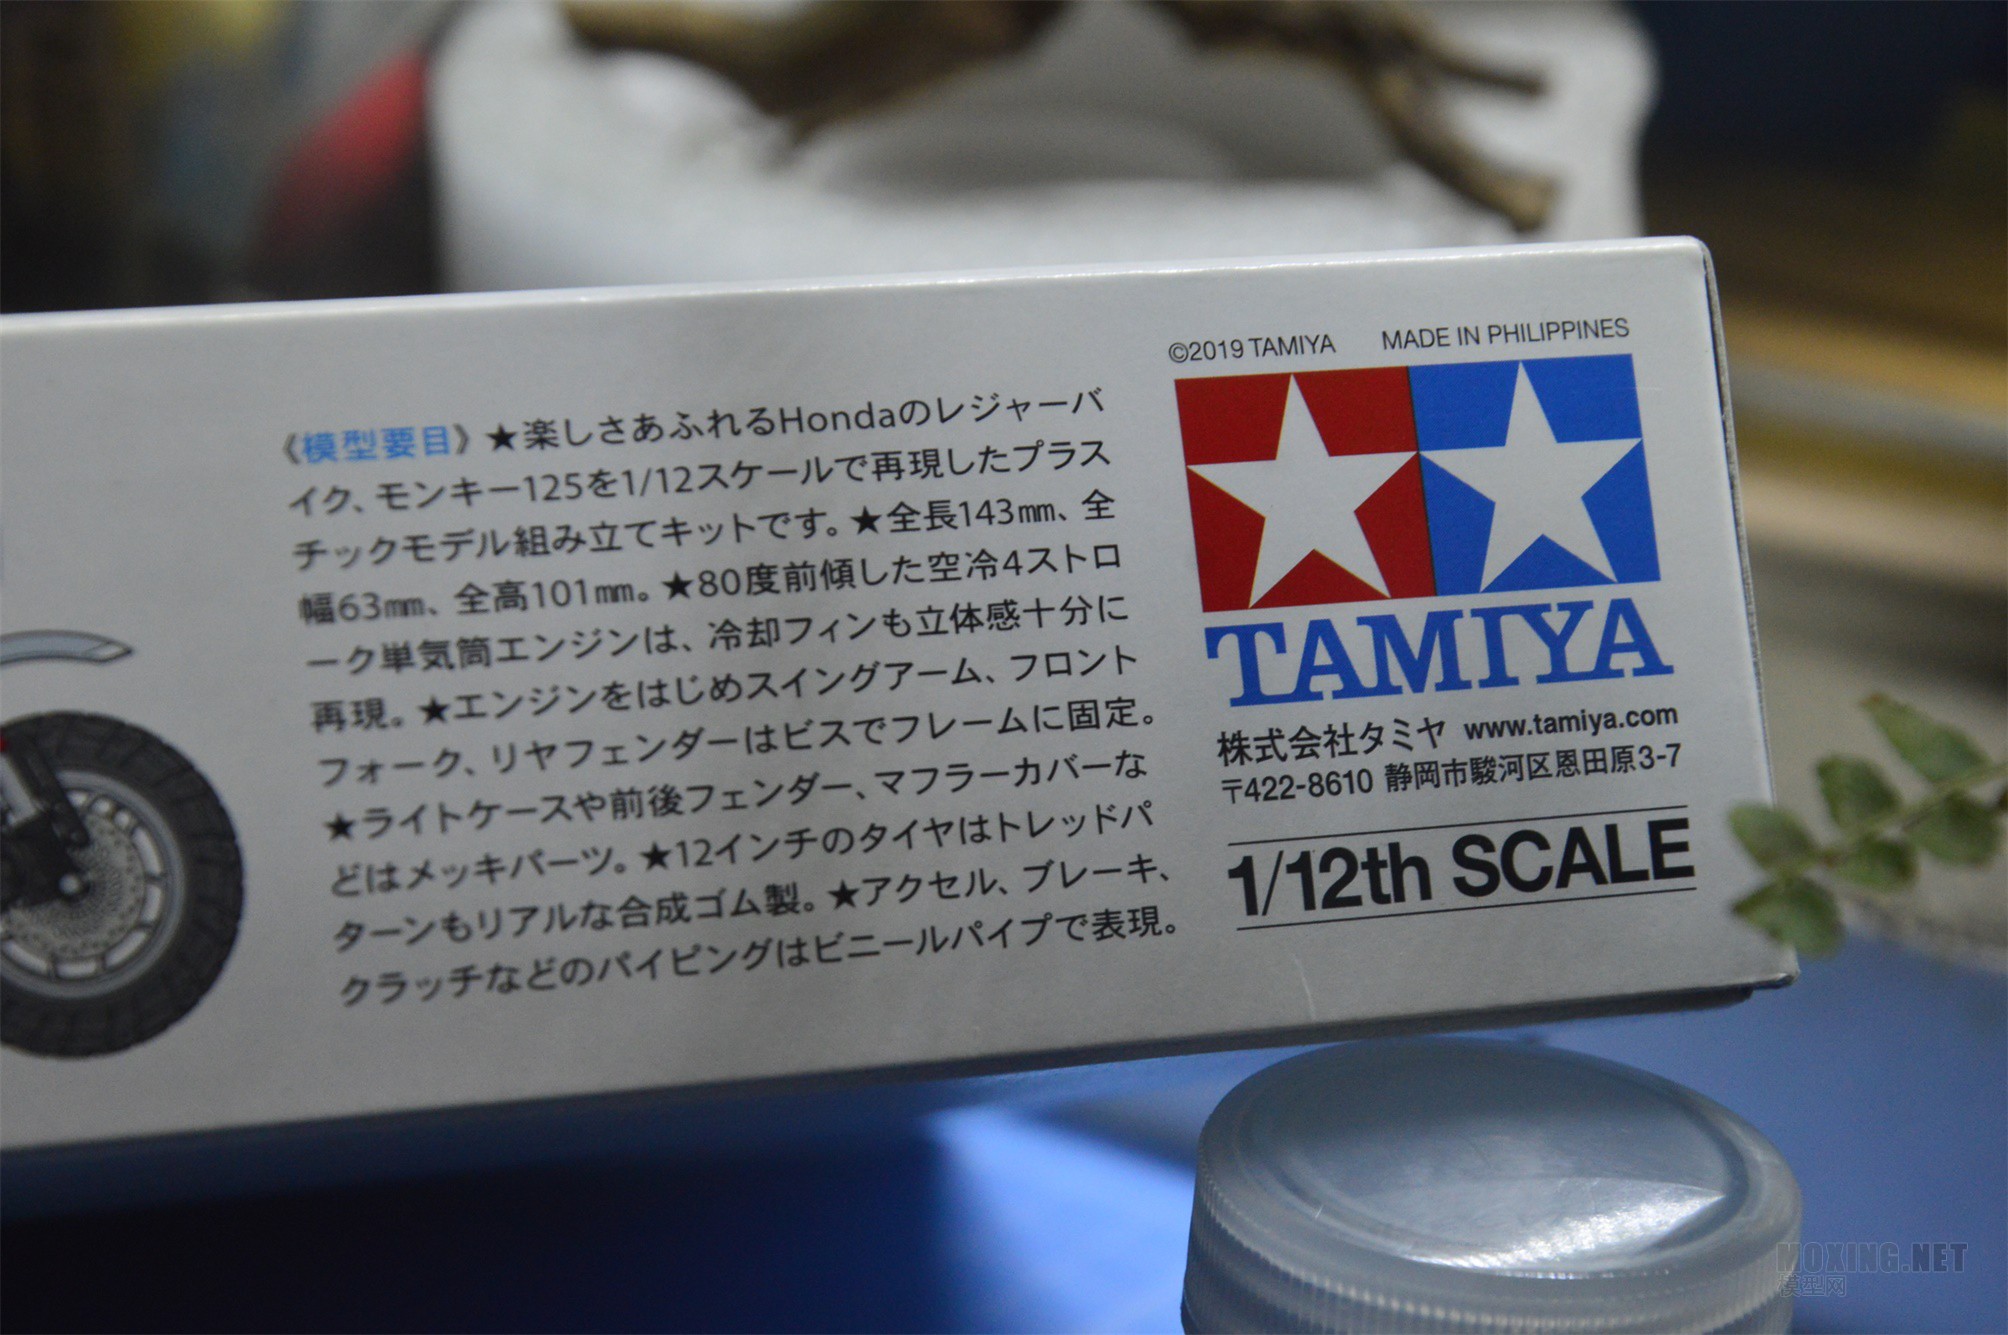 ©2019 TAMIYA MADE IN PHILIPPINES
《模型要目》★楽しさあふれるHondaのレジャーバ
イク、モンキー125を1/12スケールで再現したプラス
チックモデル組み立てキットです。★全長143mm、全
幅63mm、全高101mm。★80度前傾した空冷4ストロ
ーク単気筒エンジンは、冷却フィンも立体感十分に
再現。★エンジンをはじめスイングアーム、フロント
フォーク、リヤフェンダーはビスでフレームに固定。
★ライトケースや前後フェンダー、マフラーカバーな
どはメッキパーツ。★12インチのタイヤはトレッドパ
ターンもリアルな合成ゴム製。★アクセル、ブレーキ、
クラッチなどのパイピングはビニールパイプで表現。
TAMIYA
株式会社タミヤ www.tamiya.com
〒422-8610 静岡市駿河区恩田原3-7
1/12th SCALE
MOXING.NET
模型网